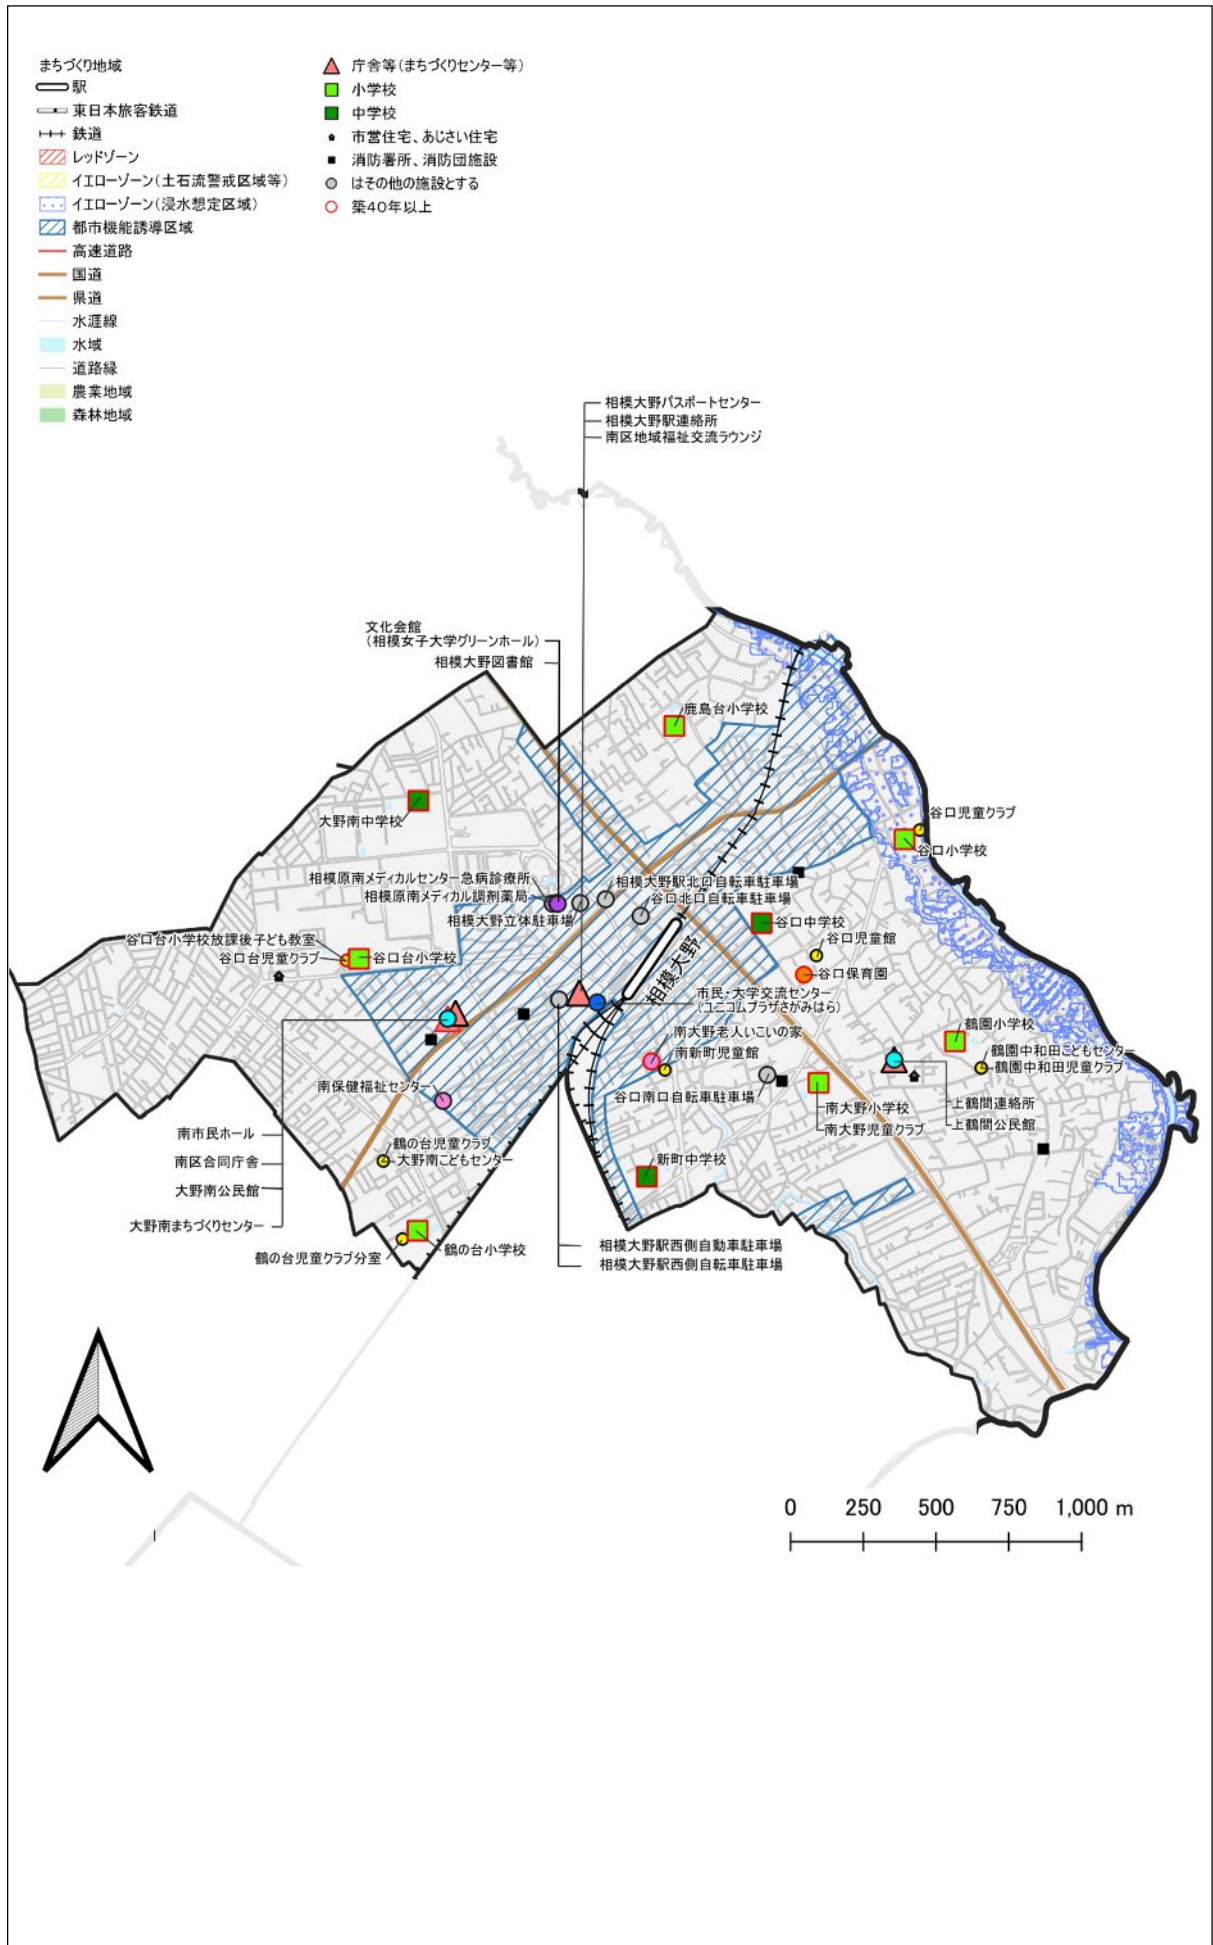 まちづくり地域
駅
東日本旅客鉄道
鉄道
レッドゾーン
イエローゾーン(土石流警戒区域等)
イエローゾーン(浸水想定区域)
都市機能誘導区域
高速道路
国道
県道
水涯線
水域
道路縁
農業地域
森林地域
庁舎等(まちづくりセンター等)
小学校
中学校
市営住宅、あじさい住宅
消防署所、消防団施設
はその他の施設とする
築40年以上
相模大野パスポートセンター
相模大野駅連絡所
南区地域福祉交流ラウンジ
文化会館
(相模女子大学グリーンホール)
相模大野図書館
鹿島台小学校
大野南中学校
谷口児童クラブ
谷口小学校
相模原南メディカルセンター急病診療所
相模原南メディカル調剤薬局
相模大野立体駐車場
相模大野駅北口自転車駐車場
谷口北口自転車駐車場
谷口中学校
谷口児童館
谷口保育園
谷口台小学校放課後子ども教室
谷口台児童クラブ
谷口台小学校
相模大野
市民・大学交流センター
(ユニコムプラザさがみはら)
南大野老人いこいの家
南新町児童館
鶴園小学校
鶴園中和田こどもセンター
鶴園中和田児童クラブ
谷口南口自転車駐車場
南保健福祉センター
南大野小学校
南大野児童クラブ
上鶴間連絡所
上鶴間公民館
南市民ホール
南区合同庁舎
大野南公民館
大野南まちづくりセンター
鶴の台児童クラブ
大野南こどもセンター
新町中学校
鶴の台児童クラブ分室
鶴の台小学校
相模大野駅西側自動車駐車場
相模大野駅西側自転車駐車場
0 250 500 750 1,000 m